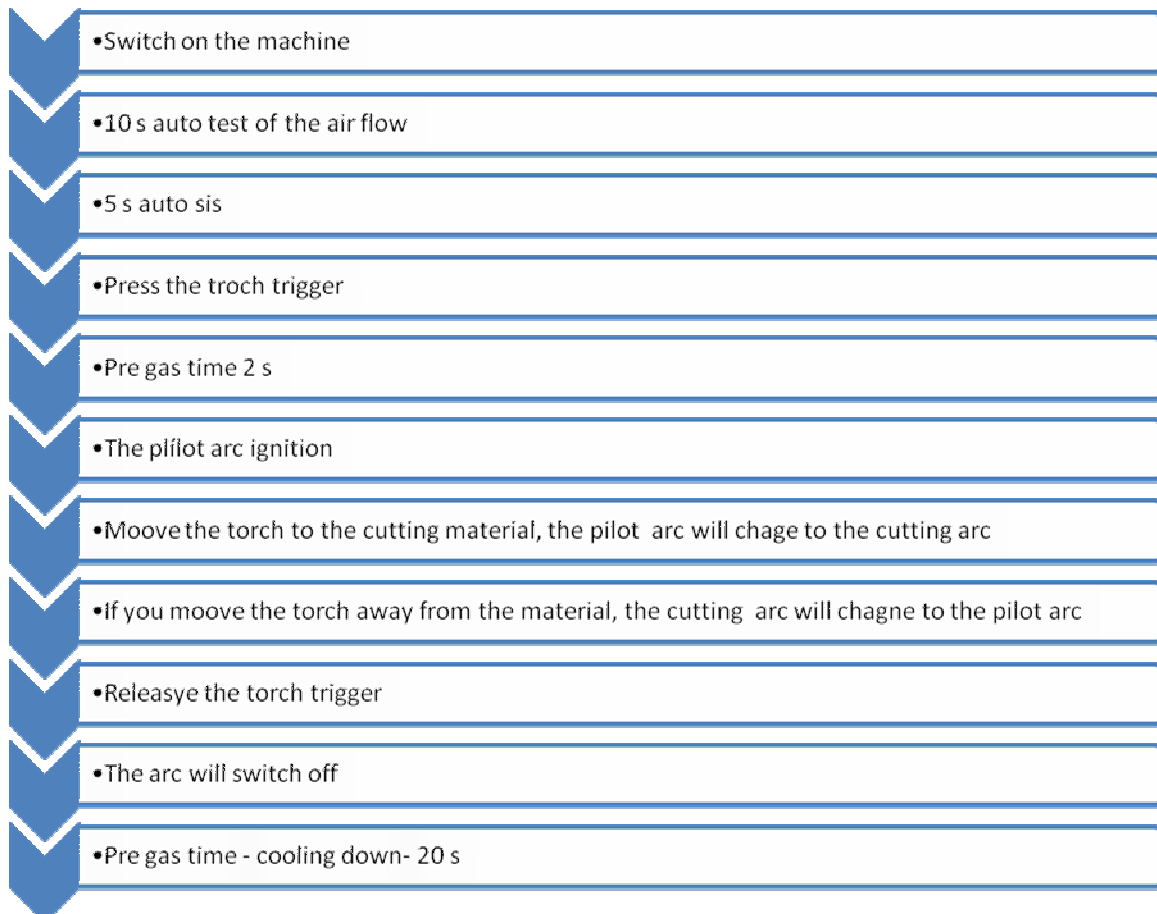 •Switch on the machine
•10 s auto test of the air flow
•5 s auto sis
•Press the troch trigger
•Pre gas time 2 s
•The plílot arc ignition
•Moove the torch to the cutting material, the pilot arc will chage to the cutting arc
•If you moove the torch away from the material, the cutting arc will chagne to the pilot arc
•Releasye the torch trigger
•The arc will switch off
•Pre gas time - cooling down- 20 s